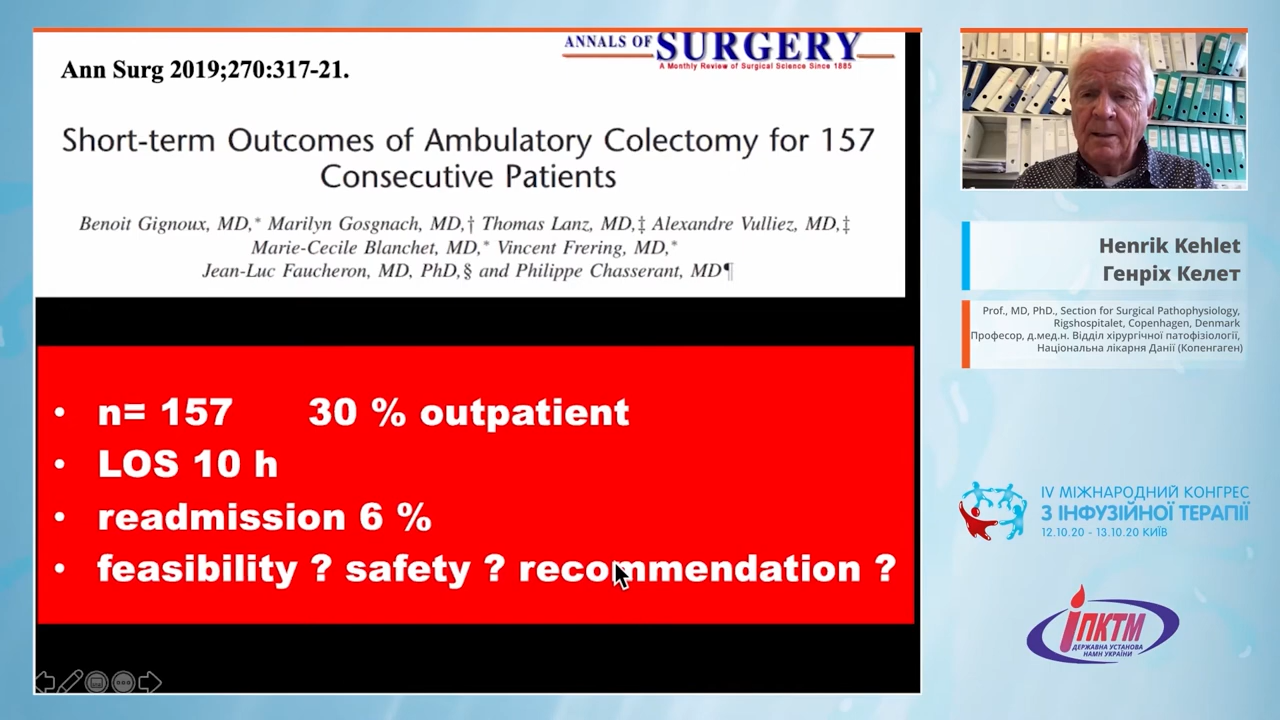 Ann Surg 2019;270:317-21.
ANNALS OF SURGERY
A Monthly Review of Surgical Science Since 1885
Short-term Outcomes of Ambulatory Colectomy for 157
Consecutive Patients
Benoit Gignoux, MD,* Marilyn Gosgnach, MD,† Thomas Lanz, MD,‡ Alexandre Vulliez, MD,‡
Marie-Cecile Blanchet, MD,* Vincent Frering, MD,*
Jean-Luc Faucheron, MD, PhD,§ and Philippe Chasserant, MD¶
• n= 157 30 % outpatient
• LOS 10 h
• readmission 6 %
• feasibility ? safety ? recommendation ?
Henrik Kehlet
Генріх Келет
Prof., MD, PhD., Section for Surgical Pathophysiology,
Rigshospitalet, Copenhagen, Denmark
Професор, д.мед.н. Відділ хірургічної патофізіології,
Національна лікарня Данії (Копенгаген)
IV МІЖНАРОДНИЙ КОНГРЕС
З ІНФУЗІЙНОЇ ТЕРАПІЇ
12.10.20 - 13.10.20 КИЇВ
ІПКТМ
ДЕРЖАВНА УСТАНОВА
НАМН УКРАЇНИ